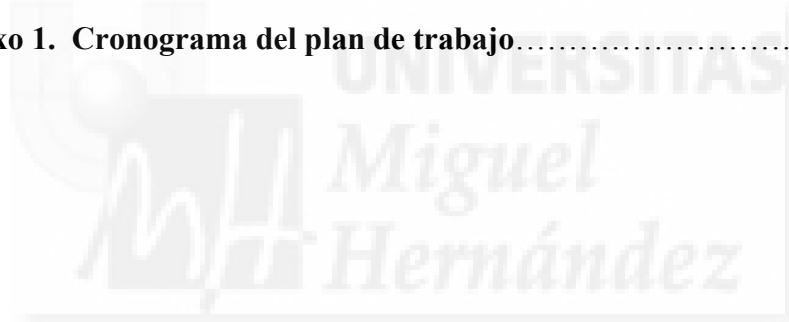 xo 1. Cronograma del plan de trabajo..........................
UNIVERSITAS
Miguel
Hernández